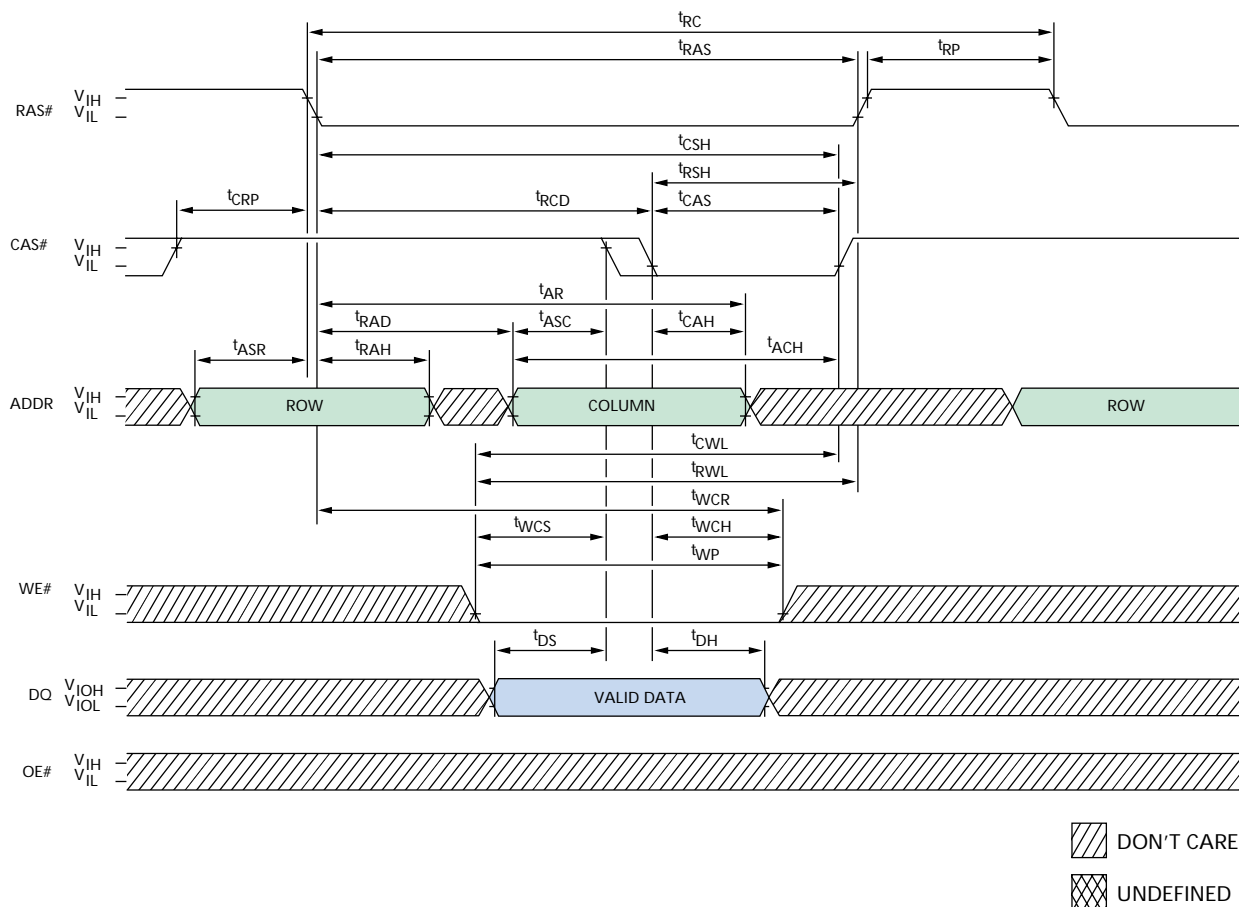 tRC
tRAS
tRP
RAS# VIH
VIL
tCSH
tRSH
tCRP
tRCD
tCAS
CAS# VIH
VIL
tAR
tRAD
tASC
tCAH
tACH
tASR
tRAH
ADDR VIH
VIL
ROW
COLUMN
ROW
tCWL
tRWL
tWCR
tWCS
tWCH
tWP
WE# VIH
VIL
tDS
tDH
DQ VIOH
VIOL
VALID DATA
OE# VIH
VIL
DON'T CARE
UNDEFINED